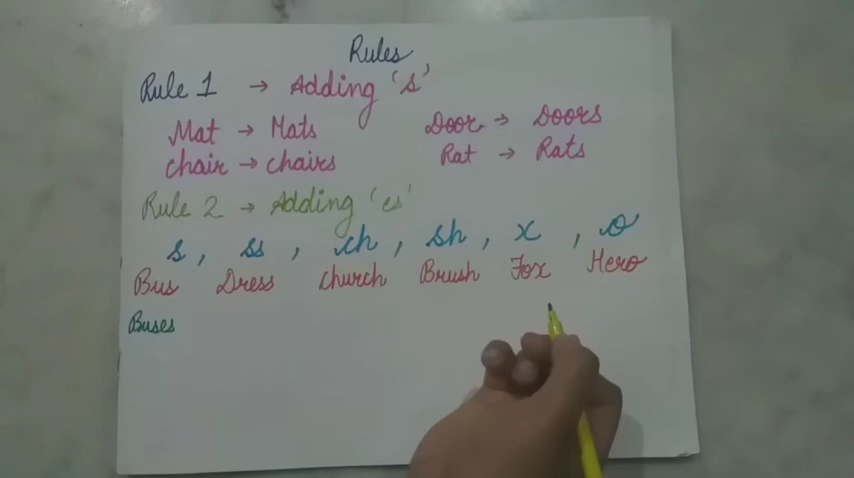 Rules
Rule 1 → Adding 's'
Mat → Mats Door → Doors
chair → chairs Rat → Rats
Rule 2 → Adding 'es'
s, ss, ch, sh, x, o
Bus Dress church Brush Fox Hero
Buses